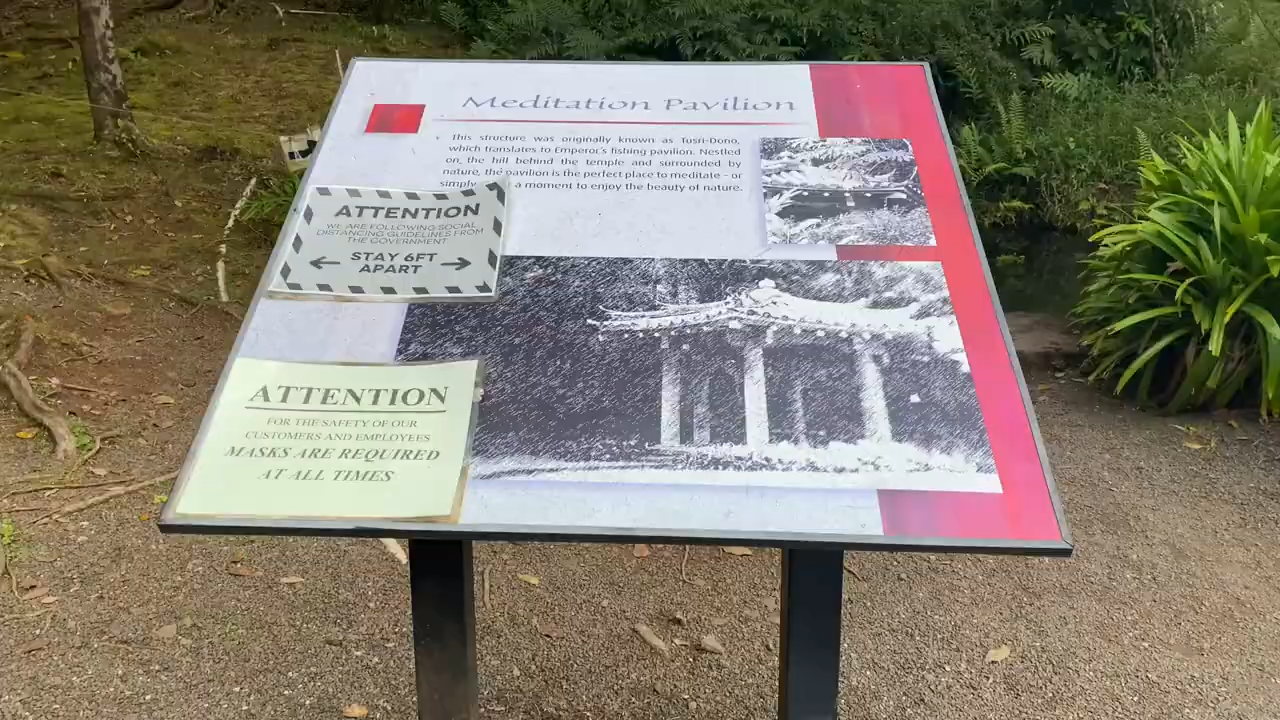 Meditation Pavilion
This structure was originally known as Tusri-Dono,
which translates to Emperor's fishing pavilion. Nestled
on the hill behind the temple and surrounded by
nature, the pavilion is the perfect place to meditate - or
simply a moment to enjoy the beauty of nature.
ATTENTION
WE ARE FOLLOWING SOCIAL
DISTANCING GUIDELINES FROM
THE GOVERNMENT
STAY 6FT
APART
ATTENTION
FOR THE SAFETY OF OUR
CUSTOMERS AND EMPLOYEES
MASKS ARE REQUIRED
AT ALL TIMES